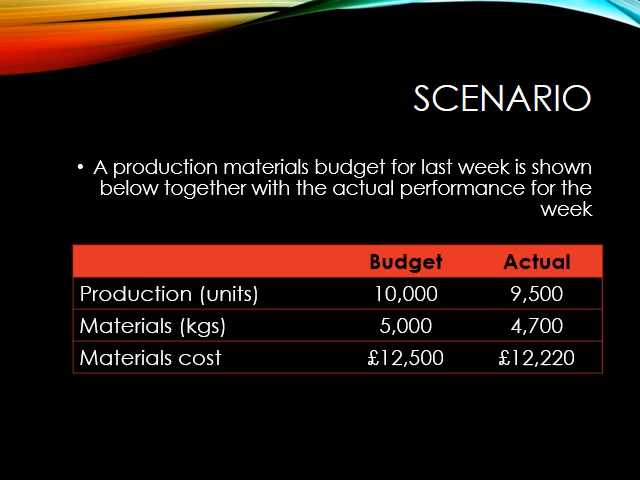 SCENARIO
• A production materials budget for last week is shown
below together with the actual performance for the
week
Budget Actual
Production (units) 10,000 9,500
Materials (kgs) 5,000 4,700
Materials cost £12,500 £12,220